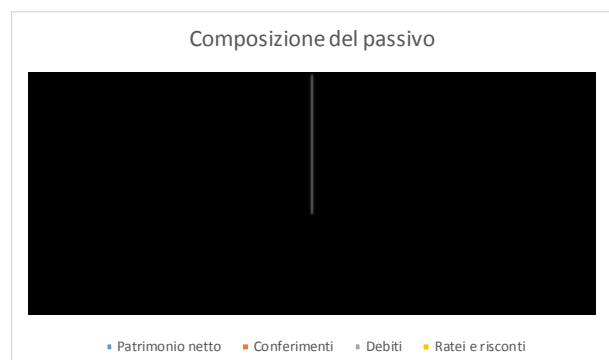 Composizione del passivo
Patrimonio netto Conferimenti Debiti Ratei e risconti